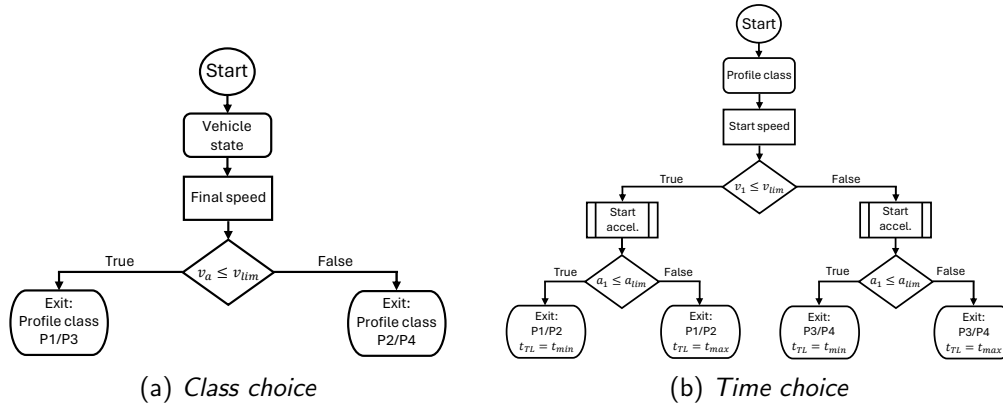 Start
Vehicle
state
Final speed
True
False
v_a ≤ v_lim
Exit:
Profile class
P1/P3
Exit:
Profile class
P2/P4
(a) Class choice
Start
Profile class
Start speed
True
False
v_1 ≤ v_lim
Start
accel.
Start
accel.
True
False
a_1 ≤ a_lim
True
False
a_1 ≤ a_lim
Exit:
P1/P2
t_TL = t_min
Exit:
P1/P2
t_TL = t_max
Exit:
P3/P4
t_TL = t_min
Exit:
P3/P4
t_TL = t_max
(b) Time choice